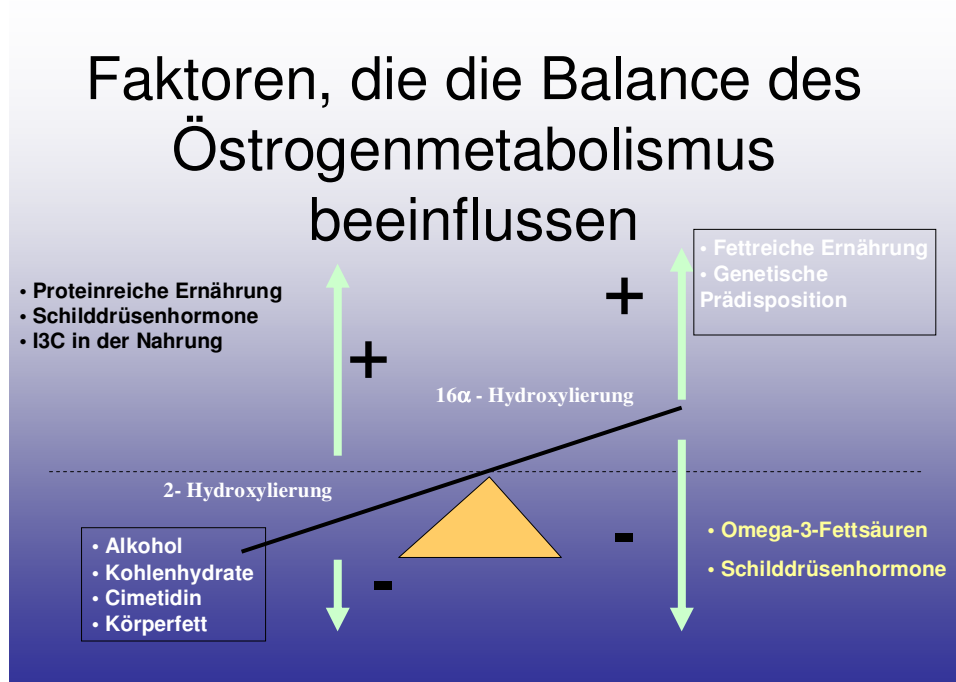 Faktoren, die die Balance des
Östrogenmetabolismus
beeinflussen
• Proteinreiche Ernährung
• Schilddrüsenhormone
• I3C in der Nahrung
+
+
• Fettreiche Ernährung
• Genetische
Prädisposition
16α - Hydroxylierung
2- Hydroxylierung
• Alkohol
• Kohlenhydrate
• Cimetidin
• Körperfett
-
-
• Omega-3-Fettsäuren
• Schilddrüsenhormone